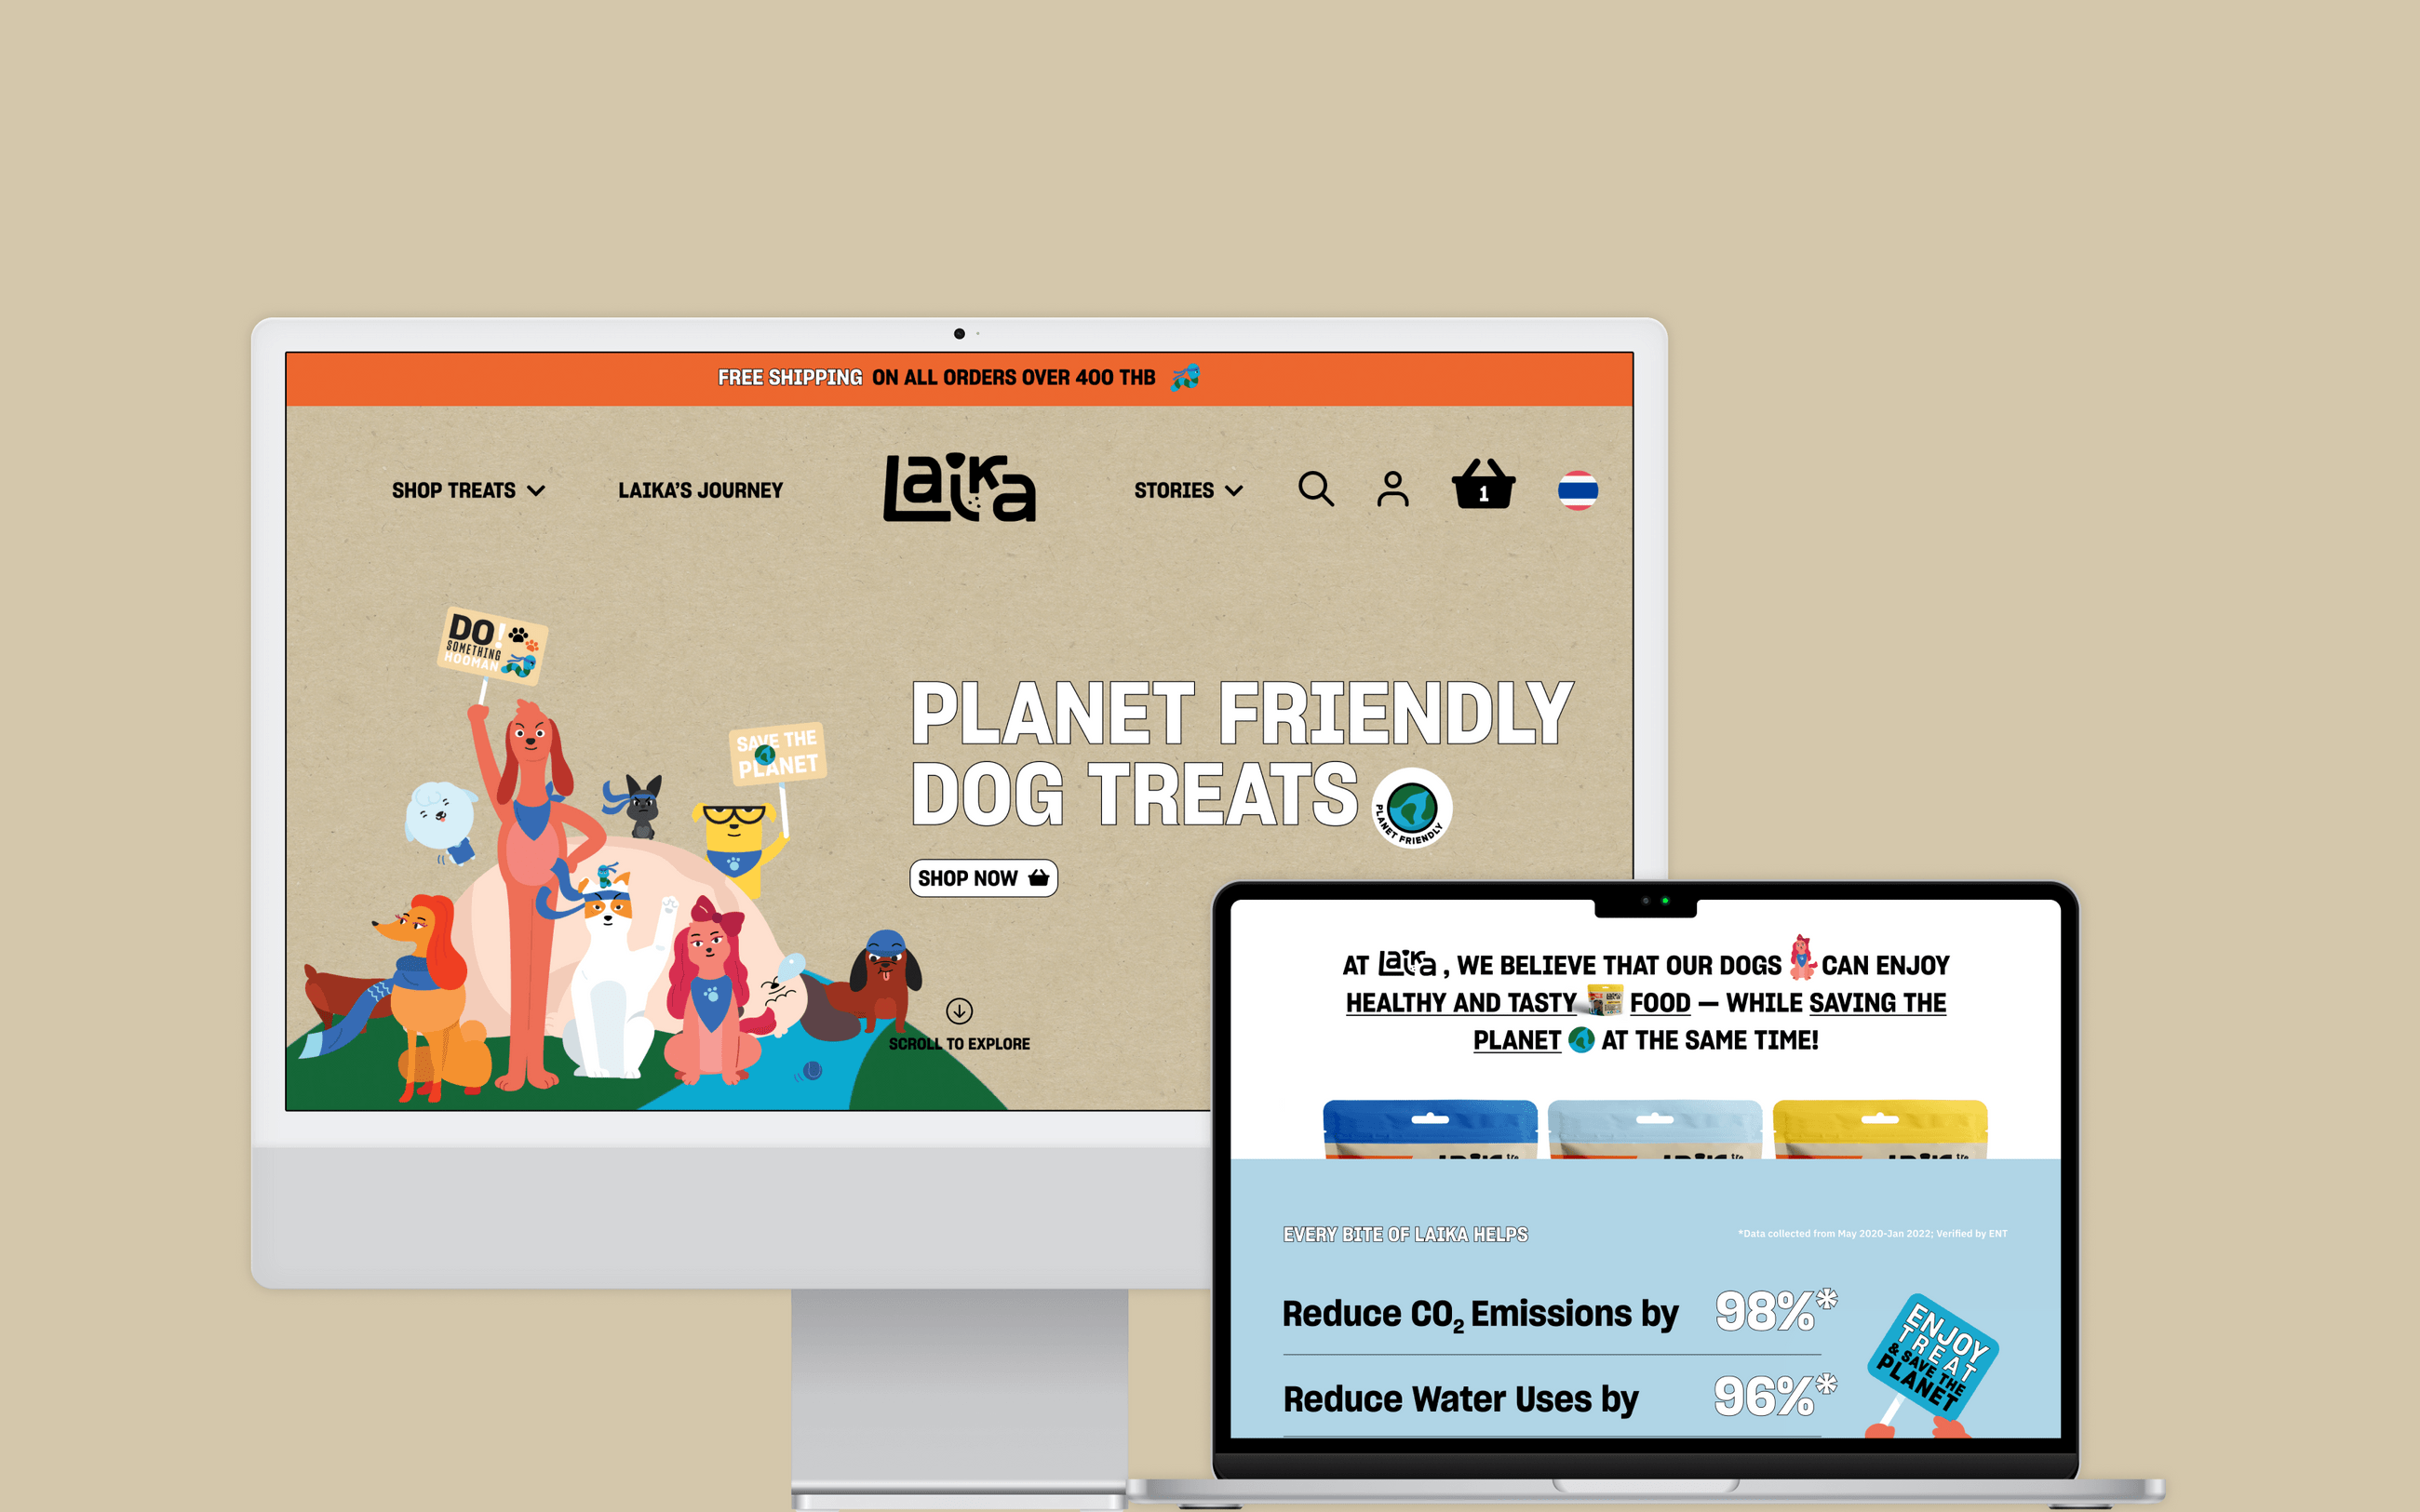 FREE SHIPPING ON ALL ORDERS OVER 400 THB
SHOP TREATS
LAIKA'S JOURNEY
Laika
STORIES
1
DO!
SOMETHING
HOOMAN
SAVE THE
PLANET
PLANET FRIENDLY
DOG TREATS
PLANET FRIENDLY
SHOP NOW
SCROLL TO EXPLORE
AT Laika, WE BELIEVE THAT OUR DOGS CAN ENJOY
HEALTHY AND TASTY FOOD — WHILE SAVING THE
PLANET AT THE SAME TIME!
EVERY BITE OF LAIKA HELPS
*Data collected from May 2020-Jan 2022; Verified by ENT
Reduce CO₂ Emissions by 98%*
Reduce Water Uses by 96%*
ENJOY
TREAT
& SAVE THE
PLANET